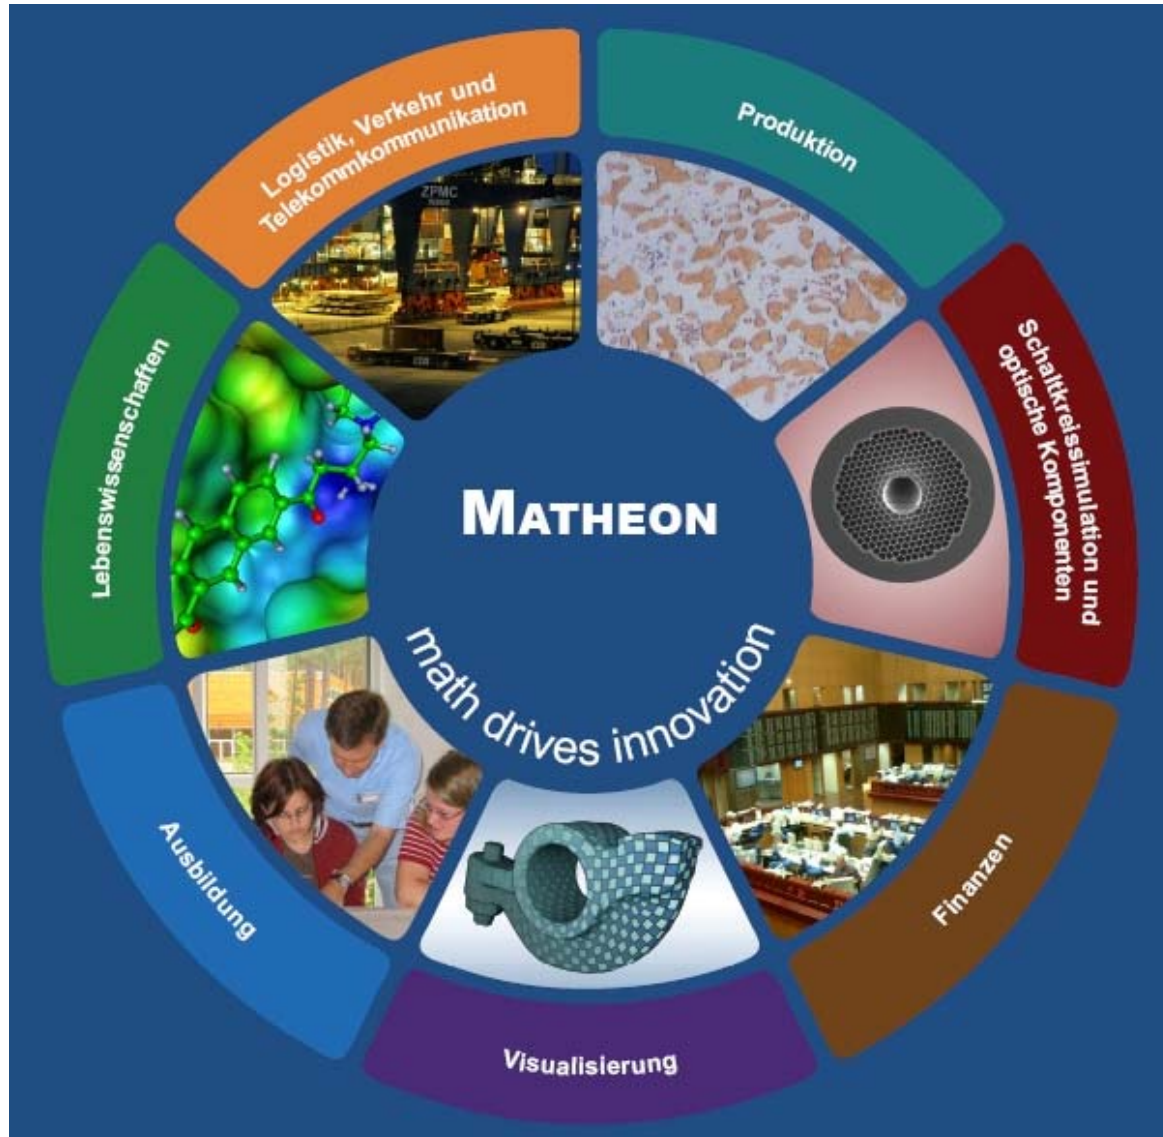 Logistik, Verkehr und
Telekommkommunikation
Produktion
Schaltkreissimulation und
optische Komponenten
Finanzen
Visualisierung
Ausbildung
Lebenswissenschaften
ZPMC
MATHEON
math drives innovation